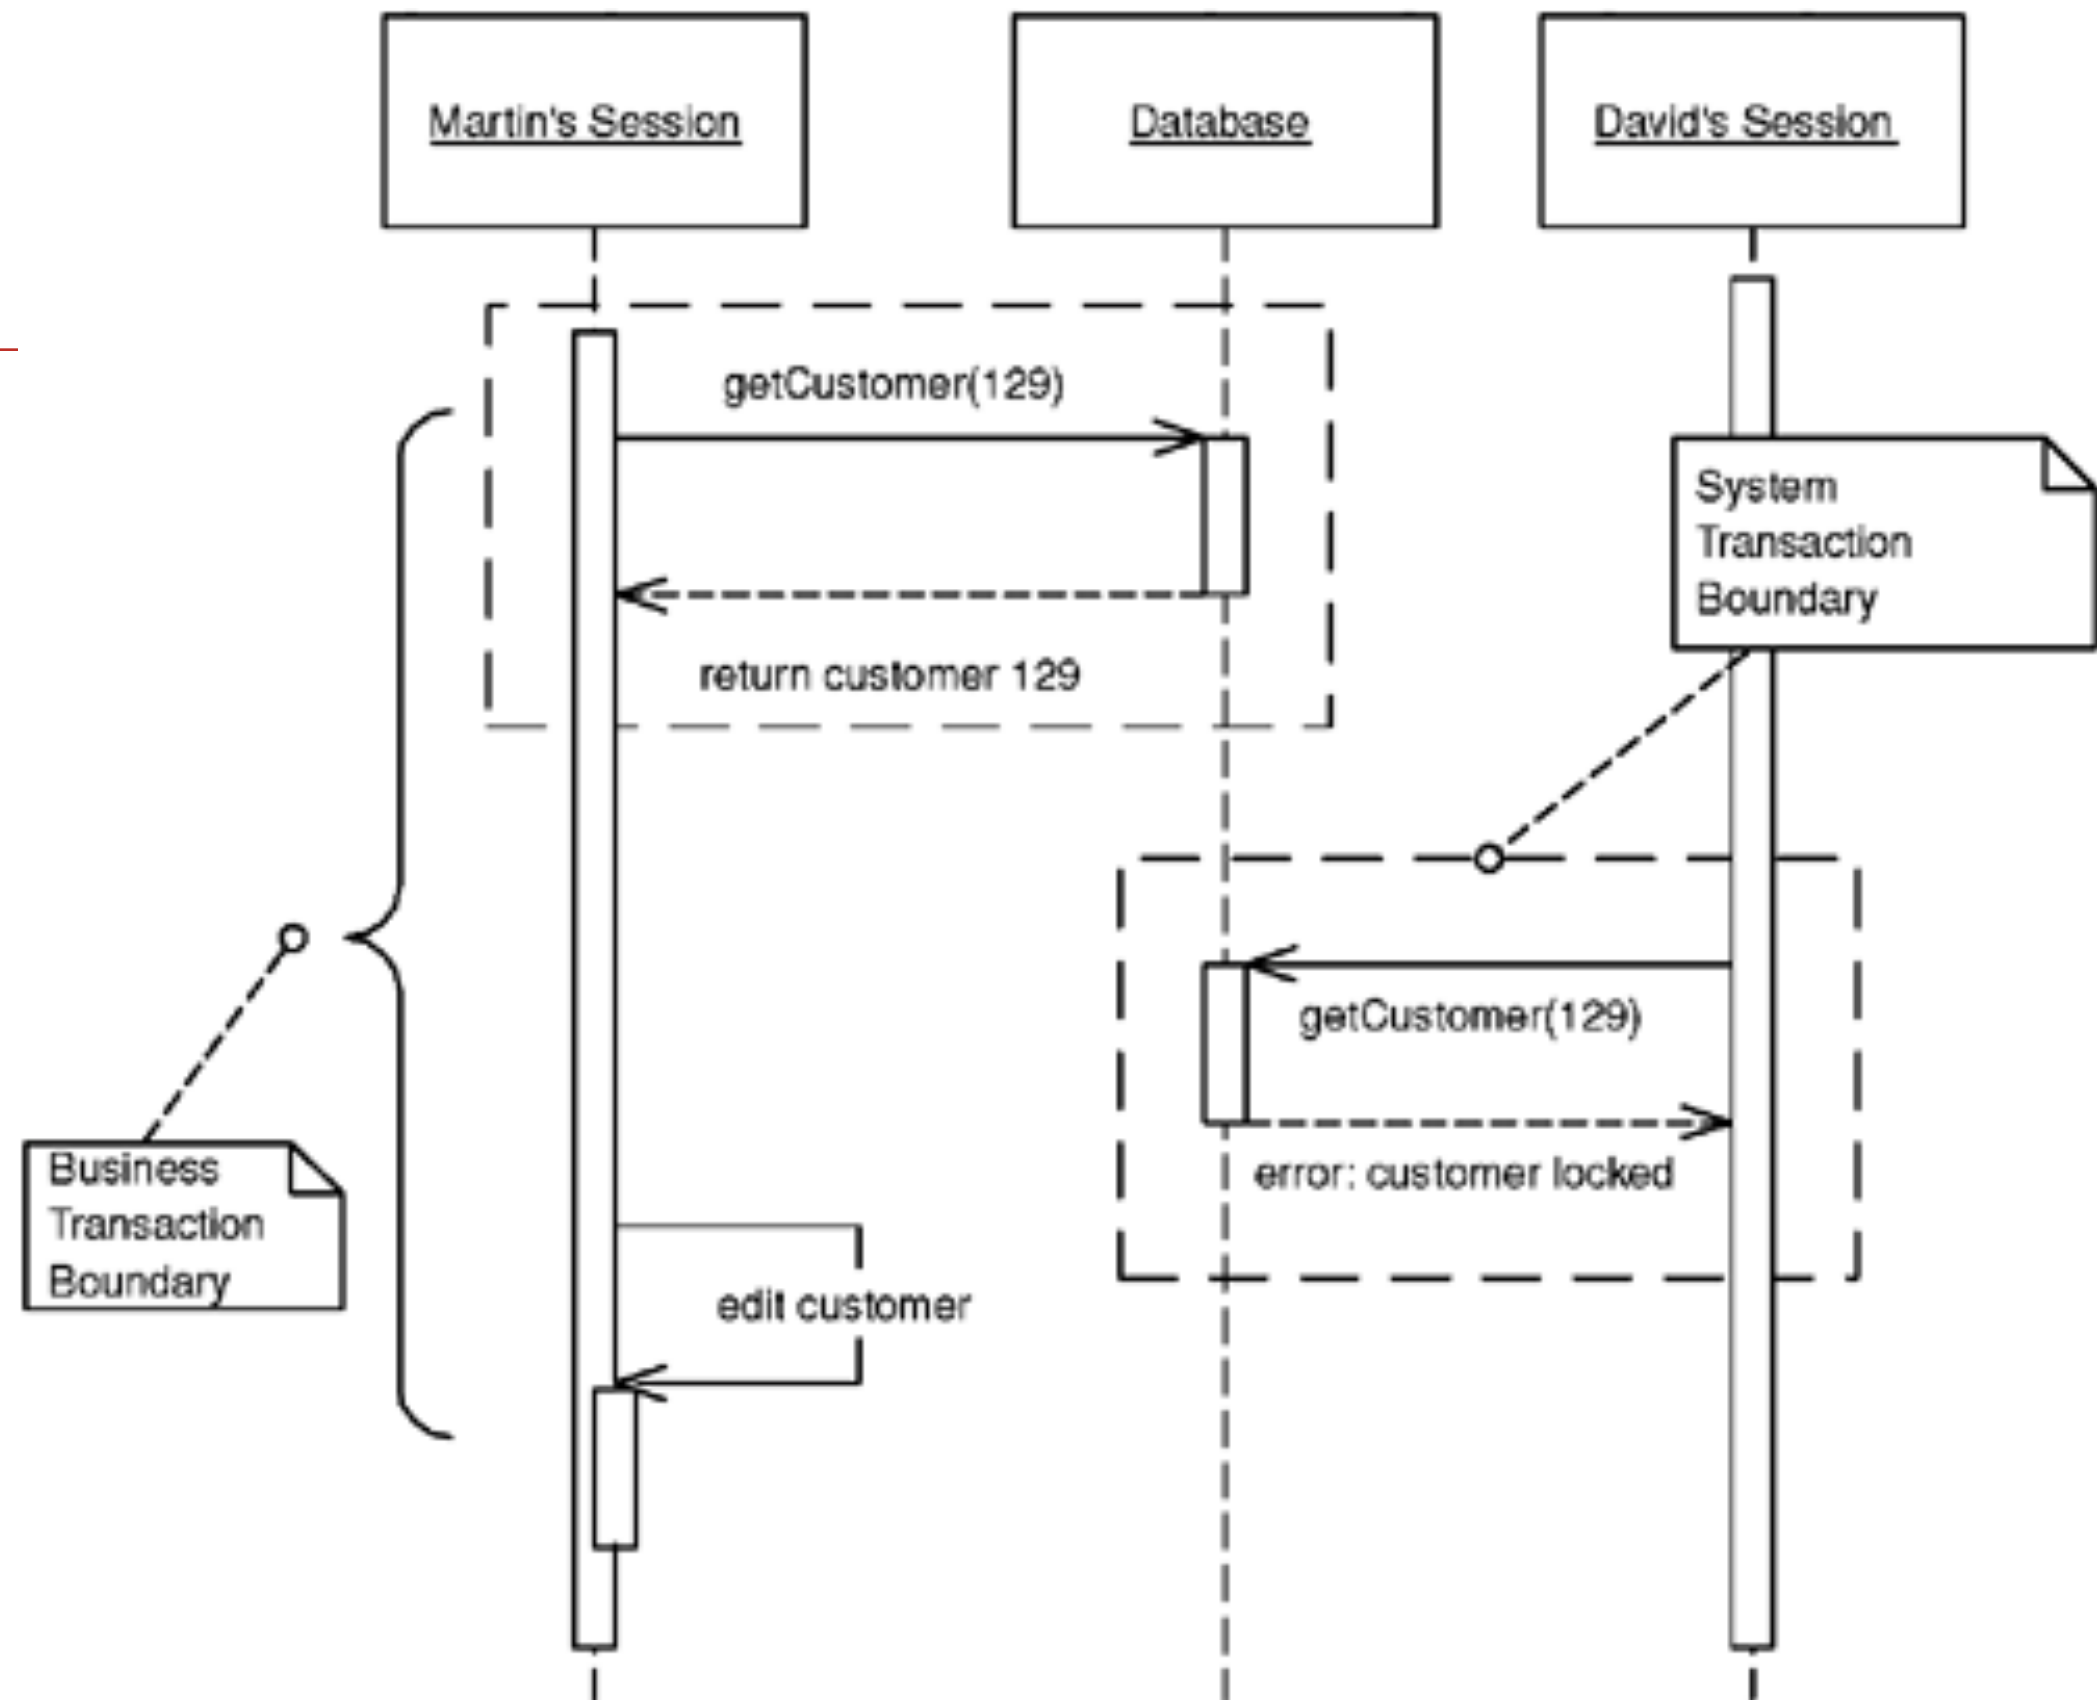 Martin's Session
Database
David's Session
getCustomer(129)
System
Transaction
Boundary
return customer 129
getCustomer(129)
error: customer locked
Business
Transaction
Boundary
edit customer